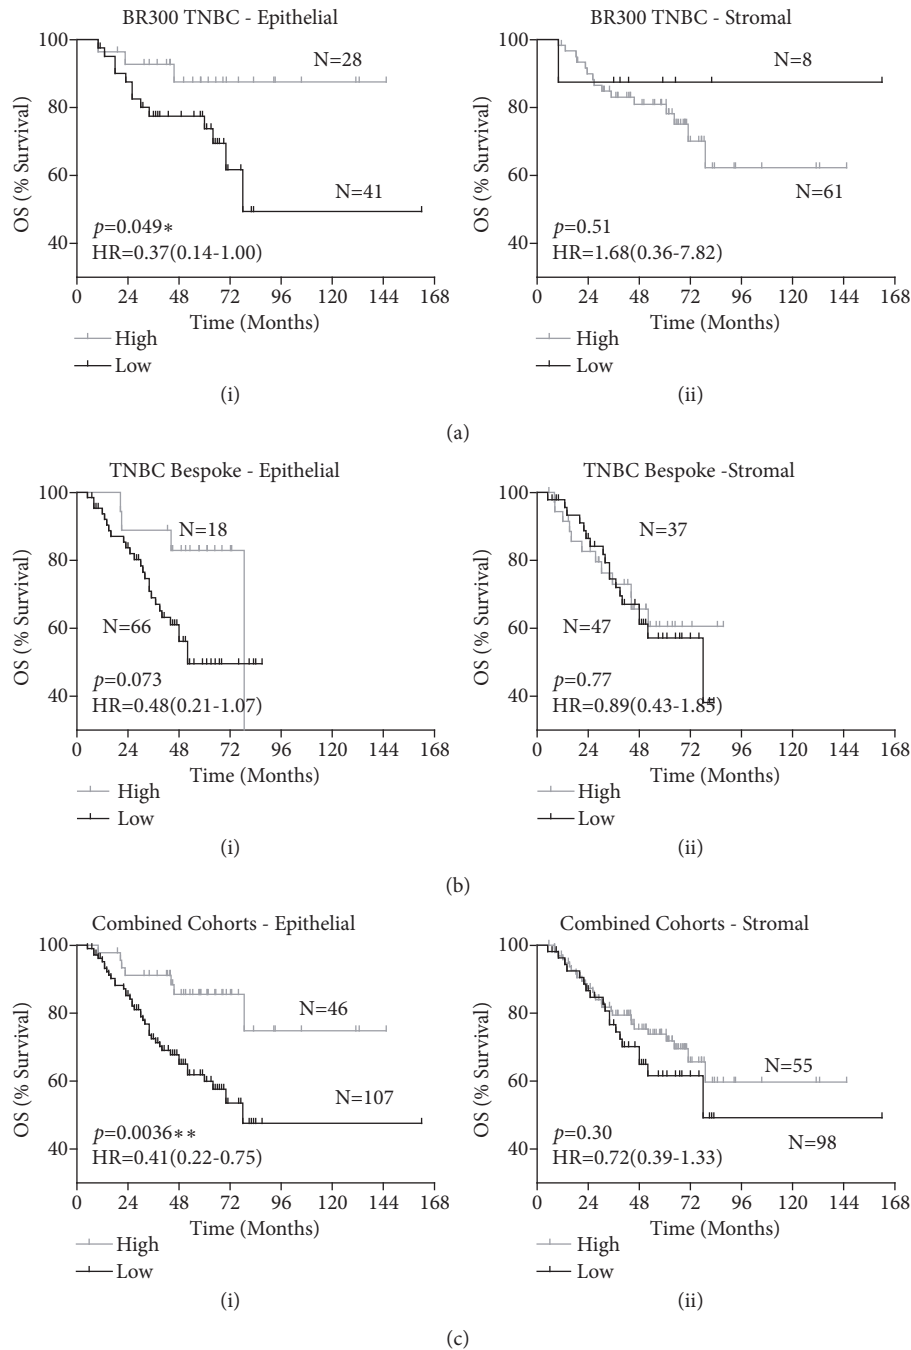 BR300 TNBC - Epithelial
100
80
60
40
OS (% Survival)
N=28
N=41
p=0.049*
HR=0.37(0.14-1.00)
0 24 48 72 96 120 144 168
Time (Months)
High
Low
(i)
BR300 TNBC - Stromal
100
80
60
40
OS (% Survival)
N=8
N=61
p=0.51
HR=1.68(0.36-7.82)
0 24 48 72 96 120 144 168
Time (Months)
High
Low
(ii)
(a)
TNBC Bespoke - Epithelial
100
80
60
40
OS (% Survival)
N=18
N=66
p=0.073
HR=0.48(0.21-1.07)
0 24 48 72 96 120 144 168
Time (Months)
High
Low
(i)
TNBC Bespoke -Stromal
100
80
60
40
OS (% Survival)
N=37
N=47
p=0.77
HR=0.89(0.43-1.85)
0 24 48 72 96 120 144 168
Time (Months)
High
Low
(ii)
(b)
Combined Cohorts - Epithelial
100
80
60
40
OS (% Survival)
N=46
N=107
p=0.0036**
HR=0.41(0.22-0.75)
0 24 48 72 96 120 144 168
Time (Months)
High
Low
(i)
Combined Cohorts - Stromal
100
80
60
40
OS (% Survival)
N=55
N=98
p=0.30
HR=0.72(0.39-1.33)
0 24 48 72 96 120 144 168
Time (Months)
High
Low
(ii)
(c)